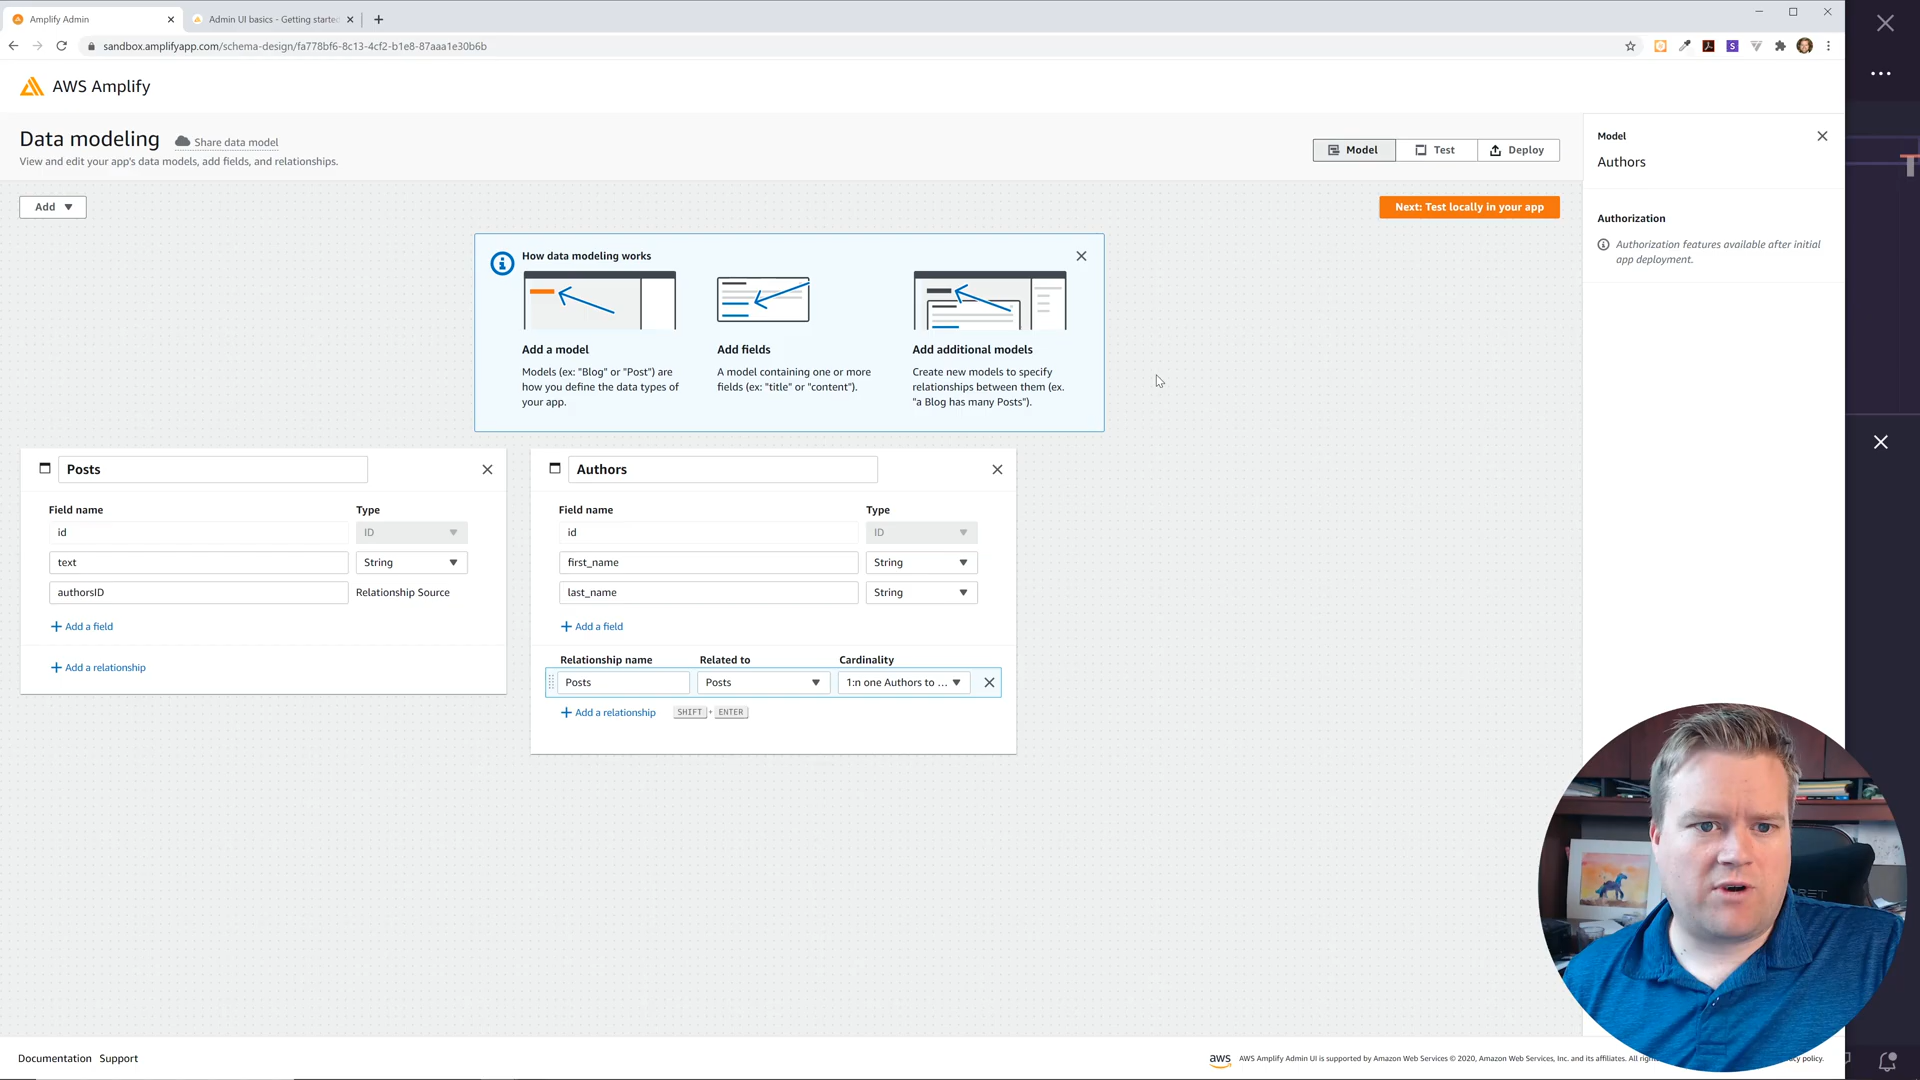 Amplify Admin
Admin UI basics - Getting starte
sandbox.amplifyapp.com/schema-design/fa778bf6-8c13-4cf2-b1e8-87aaa1e30b6b
AWS Amplify
Data modeling
Share data model
View and edit your app's data models, add fields, and relationships.
Model
Test
Deploy
Model
Authors
Add
Next: Test locally in your app
Authorization
Authorization features available after initial
app deployment.
How data modeling works
Add a model
Models (ex: "Blog" or "Post") are
how you define the data types of
your app.
Add fields
A model containing one or more
fields (ex: "title" or "content").
Add additional models
Create new models to specify
relationships between them (ex.
"a Blog has many Posts").
Posts
Field name
Type
id
ID
text
String
authorsID
Relationship Source
Add a field
Add a relationship
Authors
Field name
Type
id
ID
first_name
String
last_name
String
Add a field
Relationship name
Related to
Cardinality
Posts
Posts
1:n one Authors to ...
Add a relationship
SHIFT + ENTER
Documentation
Support
aws
AWS Amplify Admin UI is supported by Amazon Web Services © 2020, Amazon Web Services, Inc. and its affiliates. All
policy.